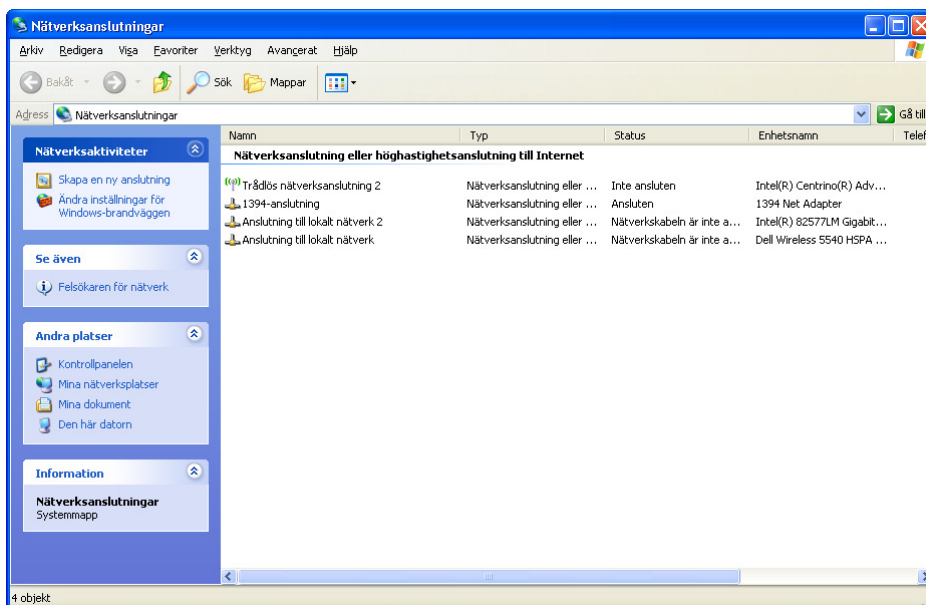 Nätverksanslutningar
Arkiv Redigera Visa Favoriter Verktyg Avancerat Hjälp
Bakåt Sök Mappar
Adress Nätverksanslutningar Gå till
Namn Typ Status Enhetsnamn Telef
Nätverksaktiviteter
Skapa en ny anslutning
Ändra inställningar för
Windows-brandväggen
Se även
Felsökaren för nätverk
Andra platser
Kontrollpanelen
Mina nätverksplatser
Mina dokument
Den här datorn
Information
Nätverksanslutningar
Systemmapp
Nätverksanslutning eller höghastighetsanslutning till Internet
Trådlös nätverksanslutning 2 Nätverksanslutning eller ... Inte ansluten Intel(R) Centrino(R) Adv...
1394-anslutning Nätverksanslutning eller ... Ansluten 1394 Net Adapter
Anslutning till lokalt nätverk 2 Nätverksanslutning eller ... Nätverkskabeln är inte a... Intel(R) 82577LM Gigabit...
Anslutning till lokalt nätverk Nätverksanslutning eller ... Nätverkskabeln är inte a... Dell Wireless 5540 HSPA ...
4 objekt